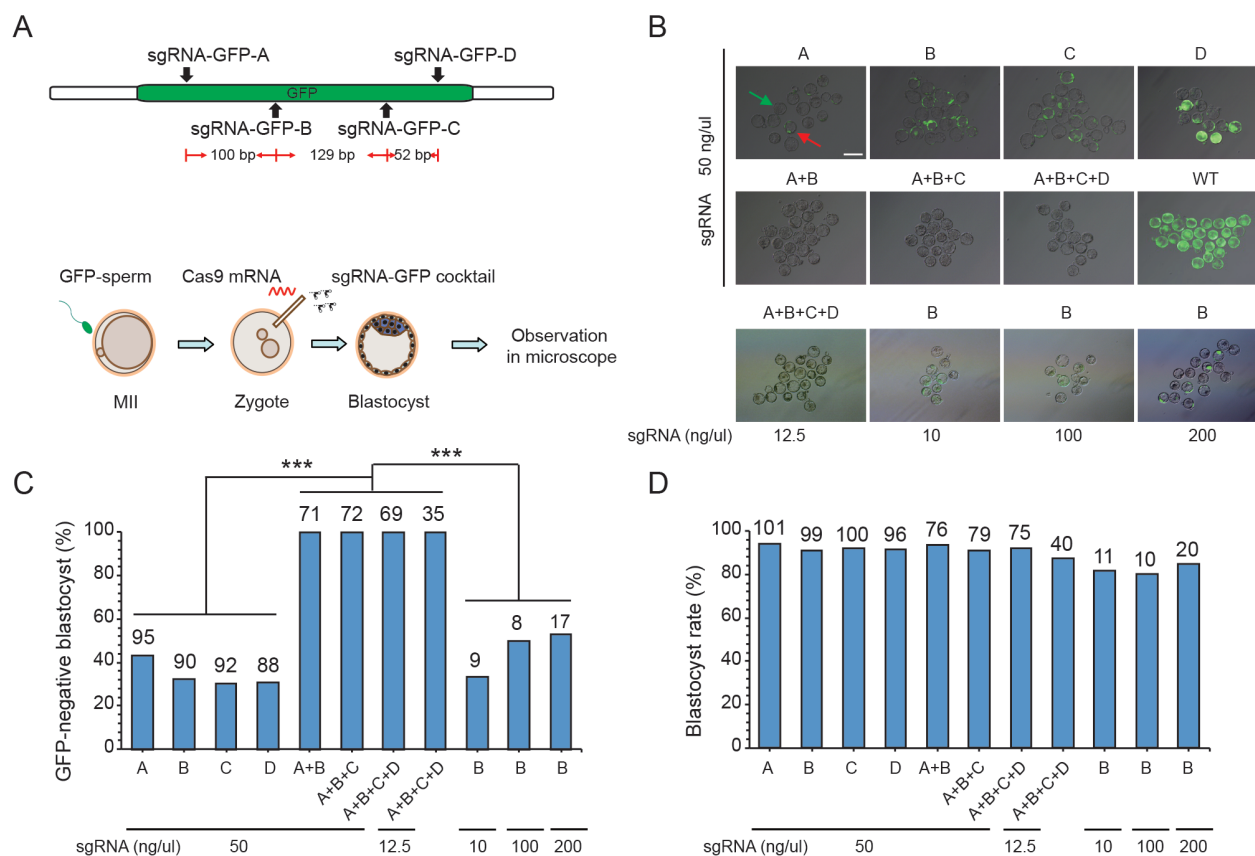 A
sgRNA-GFP-A
sgRNA-GFP-D
GFP
sgRNA-GFP-B
sgRNA-GFP-C
100 bp
129 bp
52 bp
GFP-sperm
Cas9 mRNA
sgRNA-GFP cocktail
Observation
in microscope
MII
Zygote
Blastocyst
B
A B C D
50 ng/ul
sgRNA
A+B A+B+C A+B+C+D WT
A+B+C+D B B B
sgRNA (ng/ul) 12.5 10 100 200
C
***
***
GFP-negative blastocyst (%)
100
80
60
40
20
0
95 90 92 88 71 72 69 35 9 8 17
A B C D A+B A+B+C A+B+C+D A+B+C+D B B B
sgRNA (ng/ul) 50 12.5 10 100 200
D
Blastocyst rate (%)
100
80
60
40
20
0
101 99 100 96 76 79 75 40 11 10 20
A B C D A+B A+B+C A+B+C+D A+B+C+D B B B
sgRNA (ng/ul) 50 12.5 10 100 200